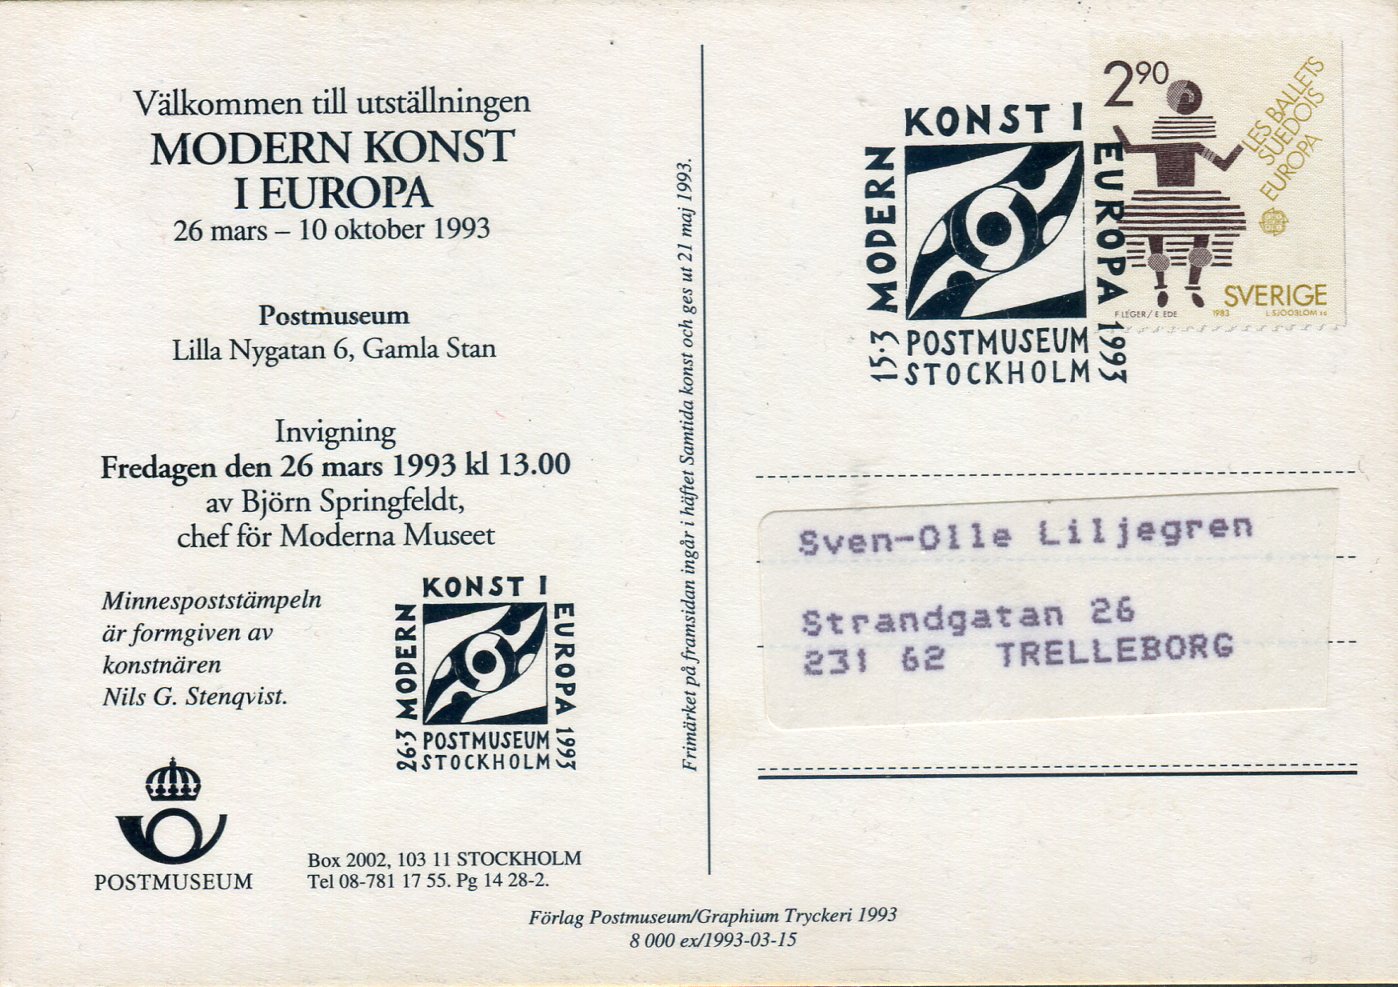 Välkommen till utställningen
MODERN KONST
I EUROPA
26 mars – 10 oktober 1993
Postmuseum
Lilla Nygatan 6, Gamla Stan
Invigning
Fredagen den 26 mars 1993 kl 13.00
av Björn Springfeldt,
chef för Moderna Museet
Minnespoststämpeln
är formgiven av
konstnären
Nils G. Stenqvist.
26·3 MODERN
KONST I
EUROPA 1993
POSTMUSEUM
STOCKHOLM
POSTMUSEUM
Box 2002, 103 11 STOCKHOLM
Tel 08-781 17 55. Pg 14 28-2.
Frimärket på framsidan ingår i häftet Samtida konst och ges ut 21 maj 1993.
15·3 MODERN
KONST I
EUROPA 1993
POSTMUSEUM
STOCKHOLM
2⁹⁰
LES BALLETS
SUEDOIS
EUROPA
SVERIGE
F LEGER/E. EDE 1983 L SJÖÖBLOM sc
Sven-Olle Liljegren
Strandgatan 26
231 62 TRELLEBORG
Förlag Postmuseum/Graphium Tryckeri 1993
8 000 ex/1993-03-15